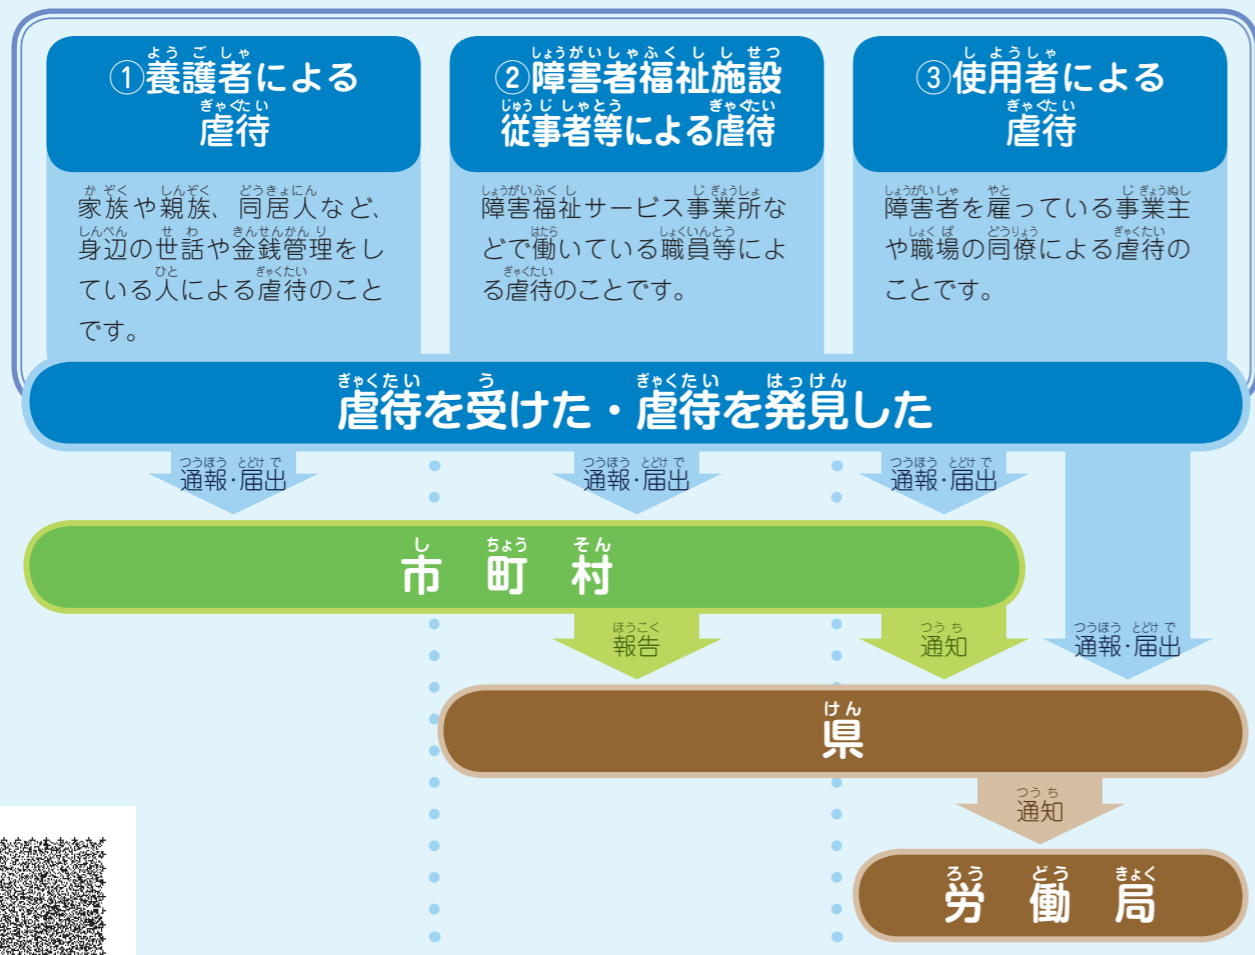 ①養護者による
虐待
家族や親族、同居人など、
身辺の世話や金銭管理をし
ている人による虐待のこと
です。
②障害者福祉施設
従事者等による虐待
障害福祉サービス事業所な
どで働いている職員等によ
る虐待のことです。
③使用者による
虐待
障害者を雇っている事業主
や職場の同僚による虐待の
ことです。
虐待を受けた・虐待を発見した
通報・届出
通報・届出
通報・届出
市町村
報告
通知
通報・届出
県
通知
労働局